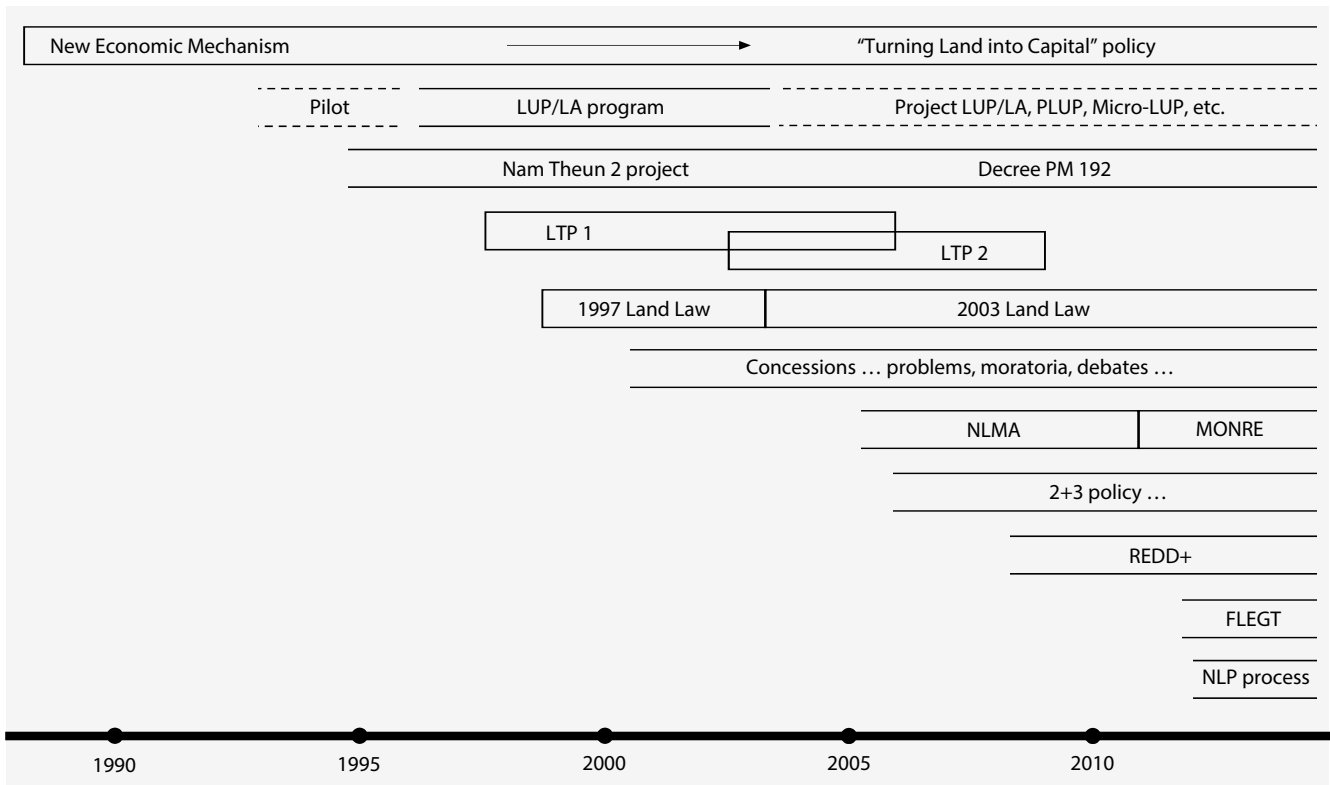 New Economic Mechanism “Turning Land into Capital” policy
Pilot LUP/LA program Project LUP/LA, PLUP, Micro-LUP, etc.
Nam Theun 2 project Decree PM 192
LTP 1
LTP 2
1997 Land Law 2003 Land Law
Concessions … problems, moratoria, debates …
NLMA MONRE
2+3 policy …
REDD+
FLEGT
NLP process
1990 1995 2000 2005 2010